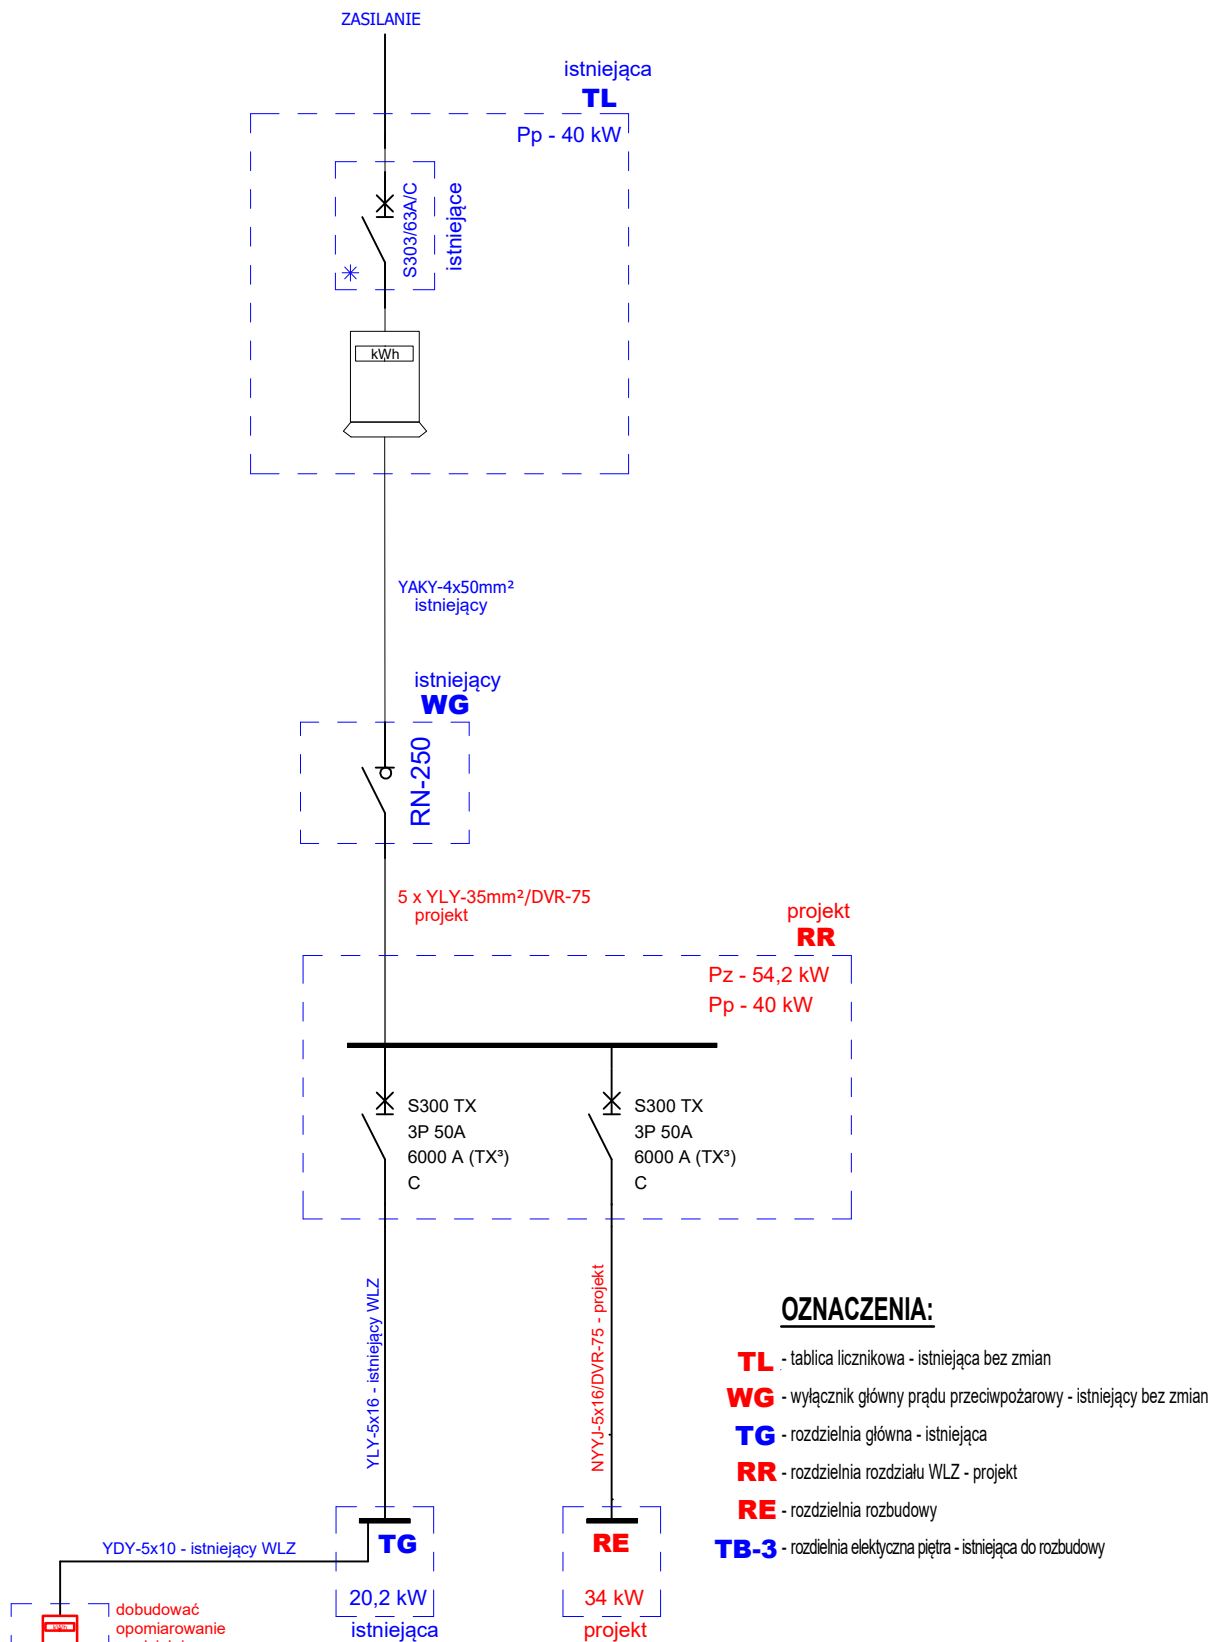 ZASILANIE
istniejąca
TL
Pp - 40 kW
S303/63A/C
istniejące
kWh
YAKY-4x50mm²
istniejący
istniejący
WG
RN-250
5 x YLY-35mm²/DVR-75
projekt
projekt
RR
Pz - 54,2 kW
Pp - 40 kW
S300 TX
3P 50A
6000 A (TX³)
C
S300 TX
3P 50A
6000 A (TX³)
C
YLY-5x16 - istniejący WLZ
NYYJ-5x16/DVR-75 - projekt
OZNACZENIA:
TL - tablica licznikowa - istniejąca bez zmian
WG - wyłącznik główny prądu przeciwpożarowy - istniejący bez zmian
TG - rozdzielnia główna - istniejąca
RR - rozdzielnia rozdziału WLZ - projekt
RE - rozdzielnia rozbudowy
TB-3 - rozdielnia elektyczna piętra - istniejąca do rozbudowy
YDY-5x10 - istniejący WLZ
TG
20,2 kW
istniejąca
RE
34 kW
projekt
kWh
dobudować
opomiarowanie